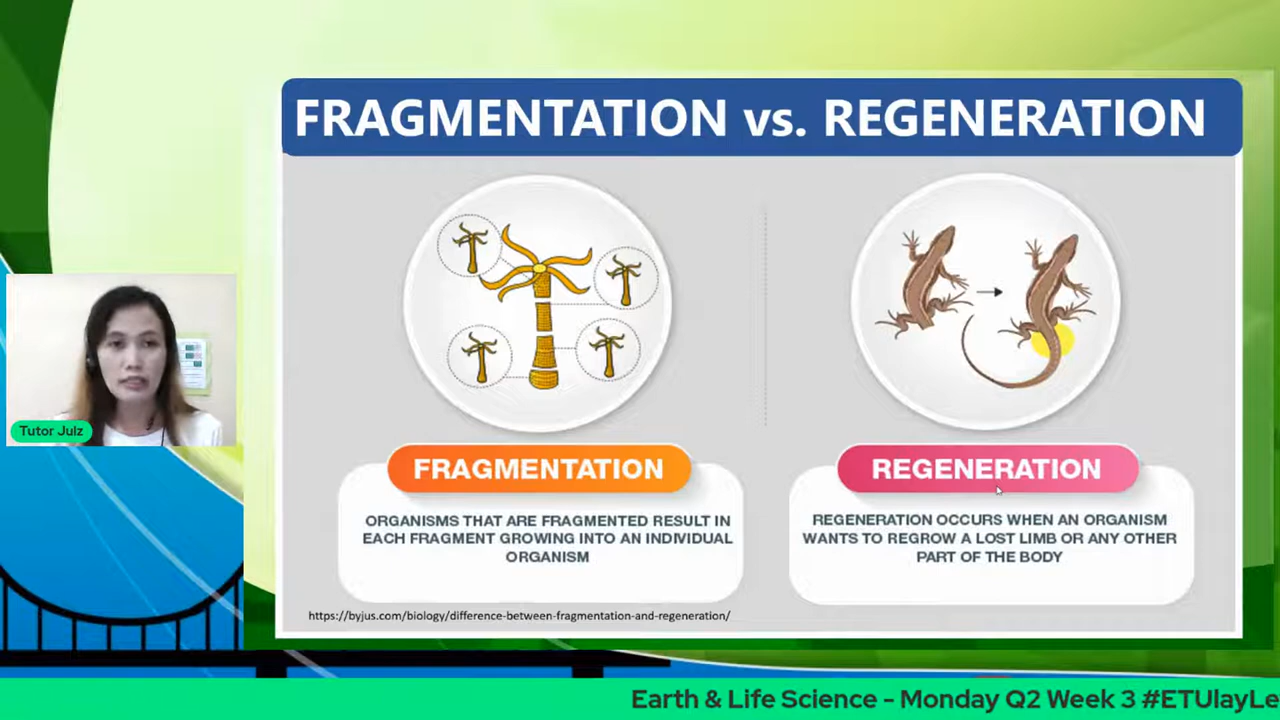 FRAGMENTATION vs. REGENERATION
Tutor Julz
FRAGMENTATION
ORGANISMS THAT ARE FRAGMENTED RESULT IN
EACH FRAGMENT GROWING INTO AN INDIVIDUAL
ORGANISM
REGENERATION
REGENERATION OCCURS WHEN AN ORGANISM
WANTS TO REGROW A LOST LIMB OR ANY OTHER
PART OF THE BODY
https://byjus.com/biology/difference-between-fragmentation-and-regeneration/
Earth & Life Science - Monday Q2 Week 3 #ETUlayLe